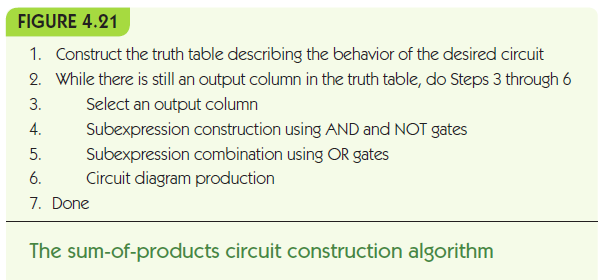 FIGURE 4.21
1. Construct the truth table describing the behavior of the desired circuit
2. While there is still an output column in the truth table, do Steps 3 through 6
3. Select an output column
4. Subexpression construction using AND and NOT gates
5. Subexpression combination using OR gates
6. Circuit diagram production
7. Done
The sum-of-products circuit construction algorithm